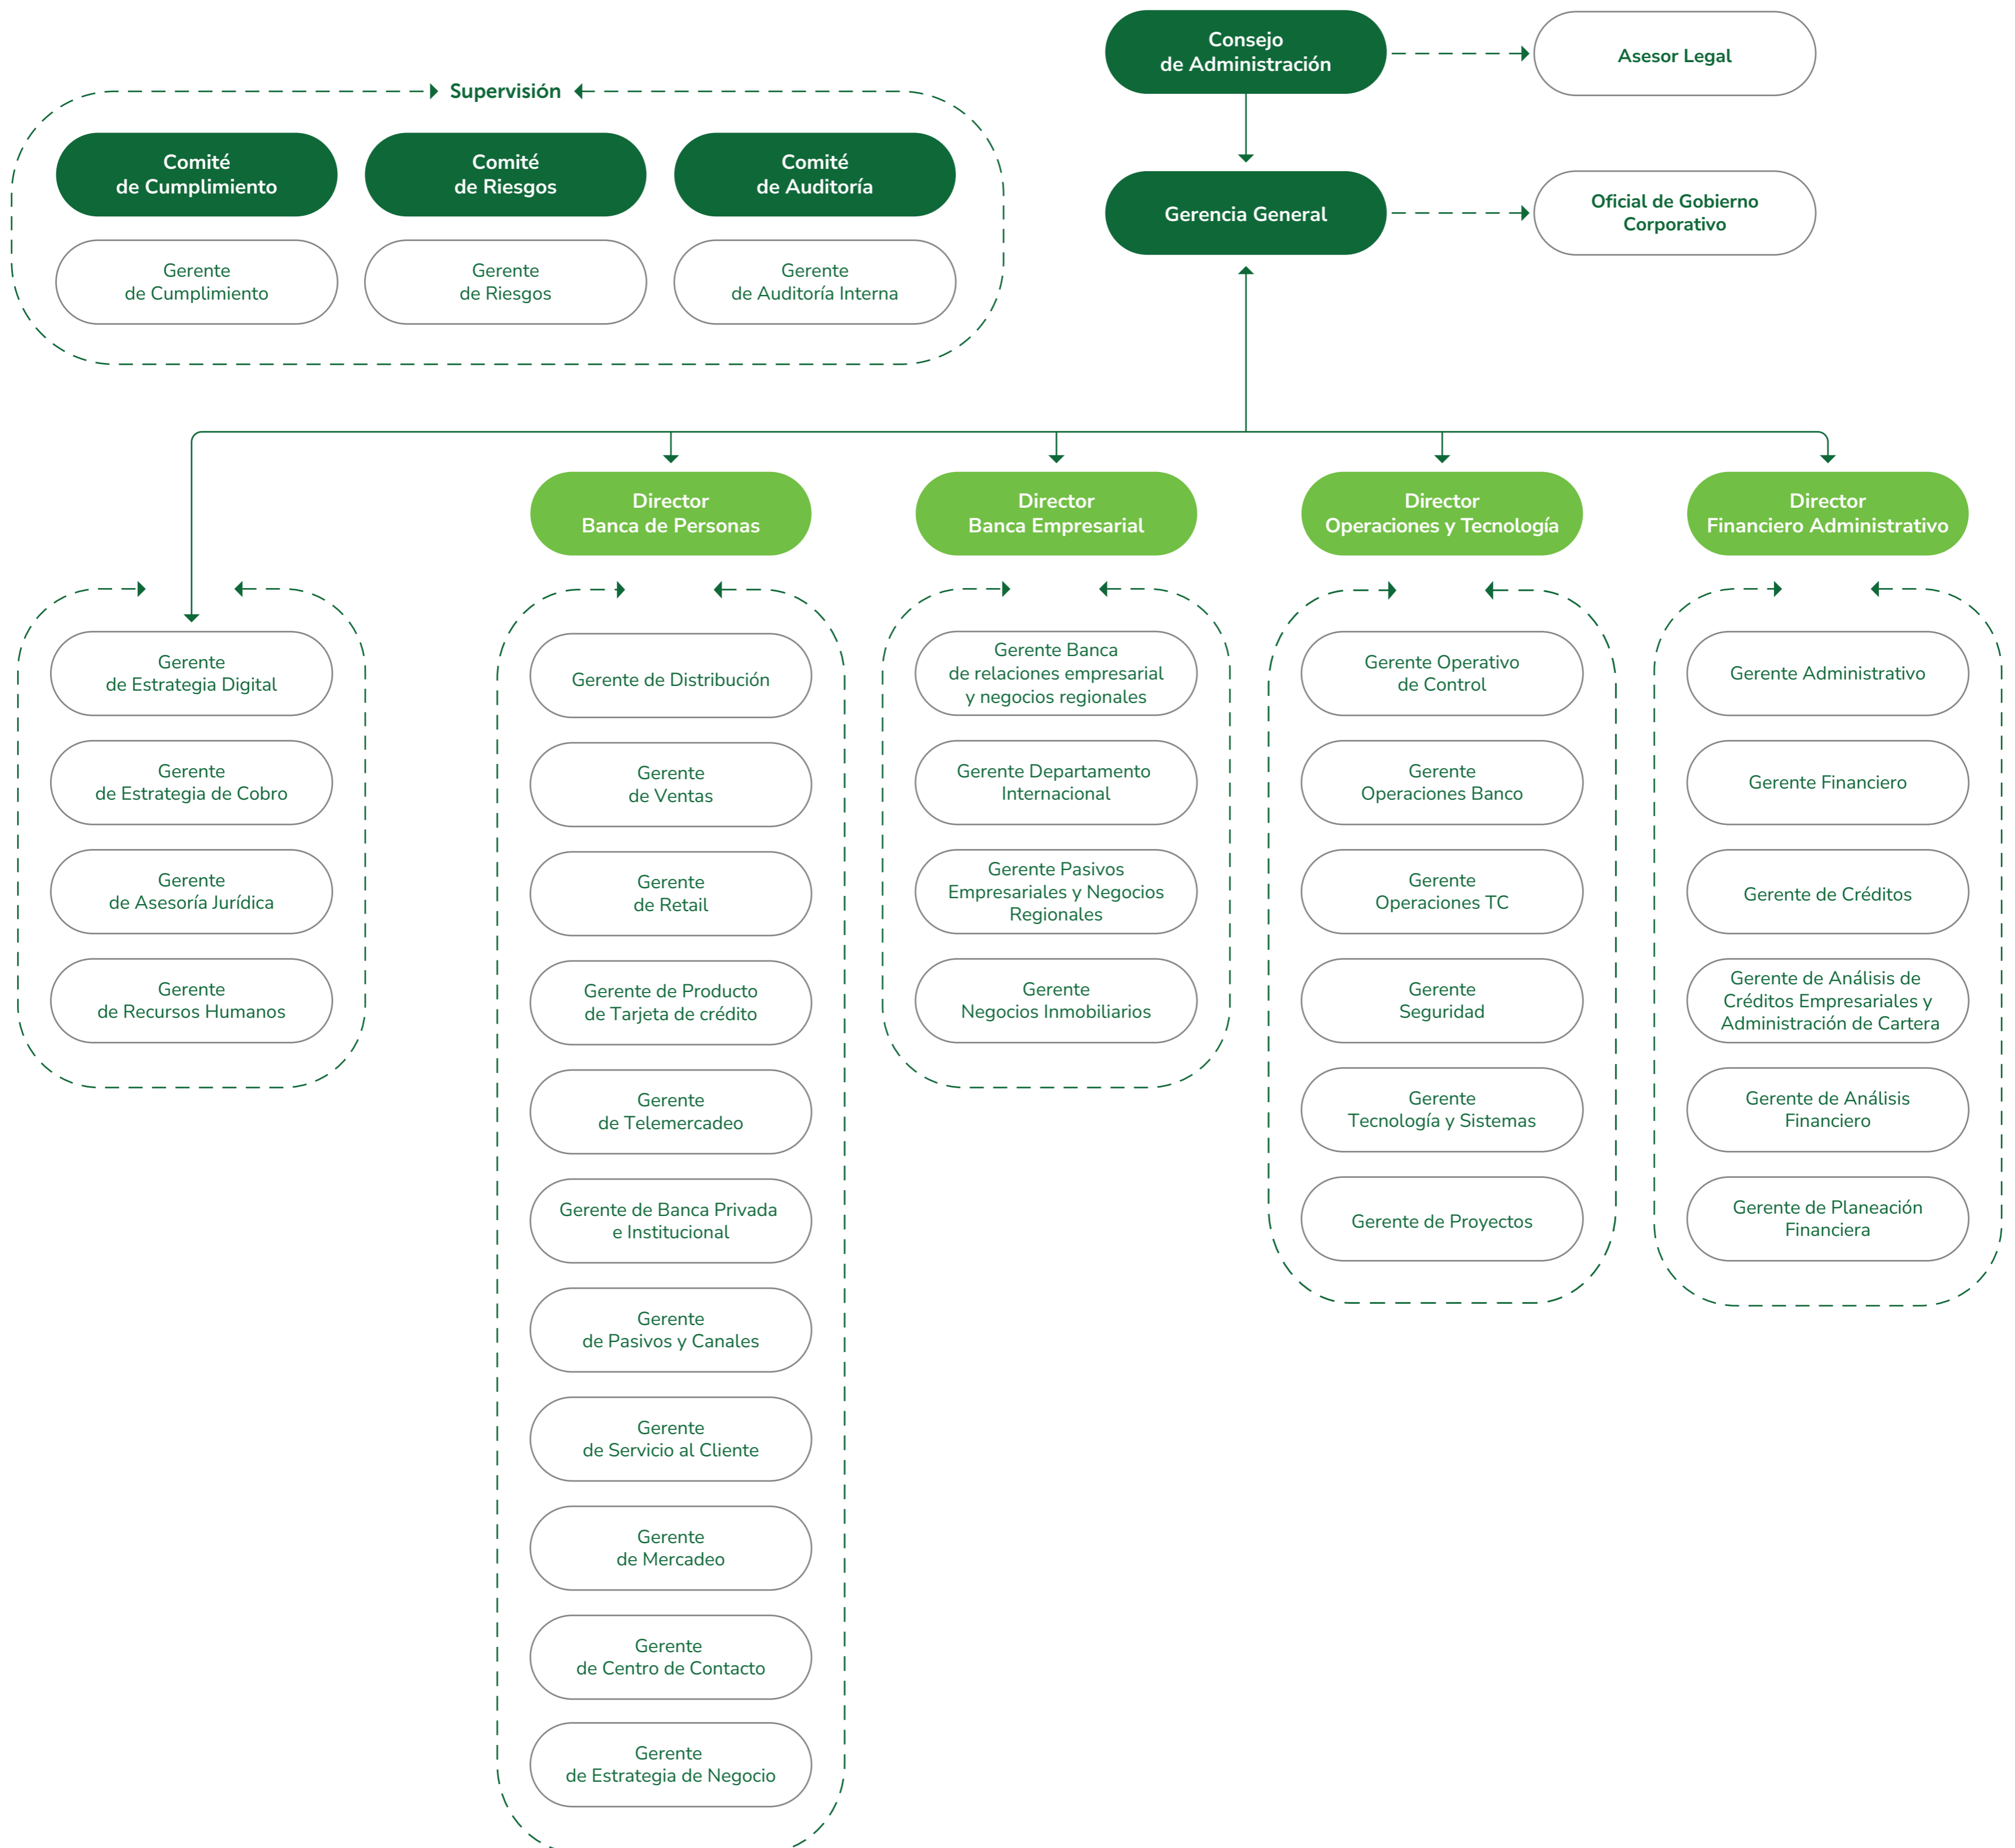 Consejo
de Administración
Asesor Legal
Supervisión
Comité
de Cumplimiento
Comité
de Riesgos
Comité
de Auditoría
Gerencia General
Oficial de Gobierno
Corporativo
Gerente
de Cumplimiento
Gerente
de Riesgos
Gerente
de Auditoría Interna
Director
Banca de Personas
Director
Banca Empresarial
Director
Operaciones y Tecnología
Director
Financiero Administrativo
Gerente
de Estrategia Digital
Gerente
de Estrategia de Cobro
Gerente
de Asesoría Jurídica
Gerente
de Recursos Humanos
Gerente de Distribución
Gerente
de Ventas
Gerente
de Retail
Gerente de Producto
de Tarjeta de crédito
Gerente
de Telemercadeo
Gerente de Banca Privada
e Institucional
Gerente
de Pasivos y Canales
Gerente
de Servicio al Cliente
Gerente
de Mercadeo
Gerente
de Centro de Contacto
Gerente
de Estrategia de Negocio
Gerente Banca
de relaciones empresarial
y negocios regionales
Gerente Departamento
Internacional
Gerente Pasivos
Empresariales y Negocios
Regionales
Gerente
Negocios Inmobiliarios
Gerente Operativo
de Control
Gerente
Operaciones Banco
Gerente
Operaciones TC
Gerente
Seguridad
Gerente
Tecnología y Sistemas
Gerente de Proyectos
Gerente Administrativo
Gerente Financiero
Gerente de Créditos
Gerente de Análisis de
Créditos Empresariales y
Administración de Cartera
Gerente de Análisis
Financiero
Gerente de Planeación
Financiera